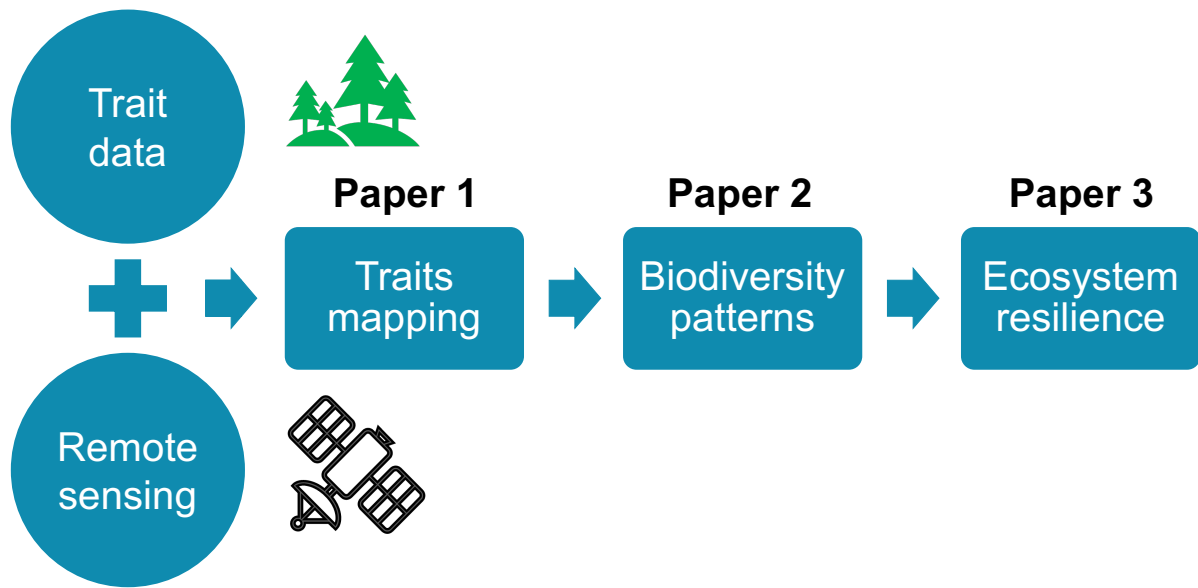 Trait
data
Remote
sensing
Paper 1
Traits
mapping
Paper 2
Biodiversity
patterns
Paper 3
Ecosystem
resilience